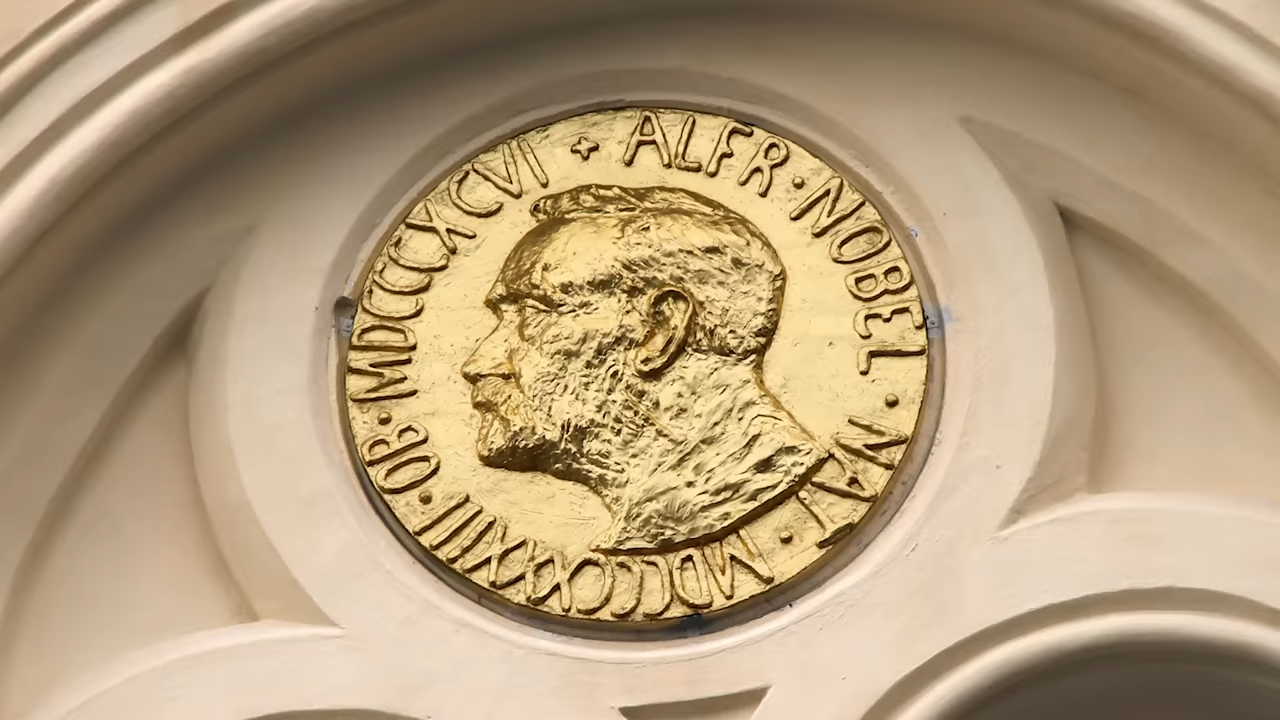 ALFR · NOBEL · NAT · MDCCCXXXIII · OB · MDCCCXCVI +